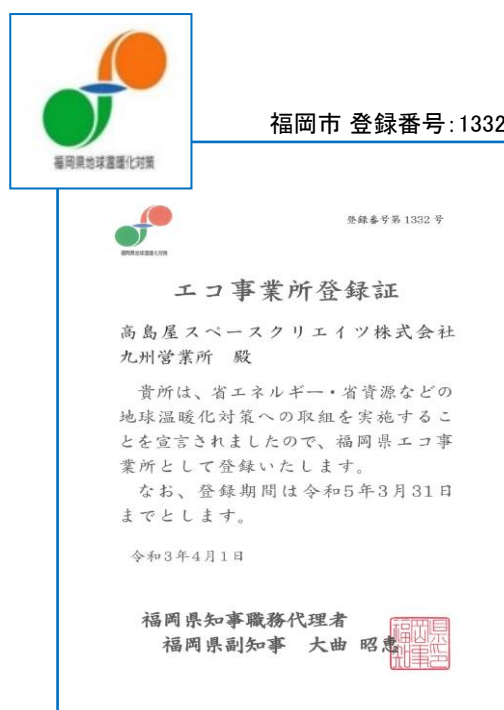 福岡県地球温暖化対策
福岡市 登録番号:1332
登録番号第 1332 号
福岡県地球温暖化対策
エコ事業所登録証
高島屋スペースクリエイツ株式会社
九州営業所 殿
貴所は、省エネルギー・省資源などの
地球温暖化対策への取組を実施するこ
とを宣言されましたので、福岡県エコ事
業所として登録いたします。
なお、登録期間は令和5年3月31日
までとします。
令和3年4月1日
福岡県知事職務代理者
福岡県副知事 大曲 昭恵